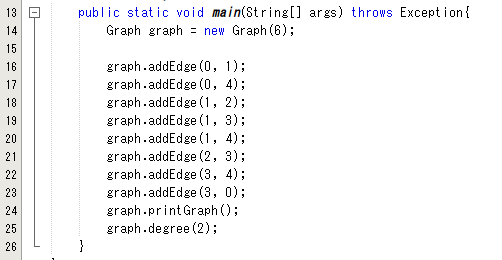 13 public static void main(String[] args) throws Exception{
14 Graph graph = new Graph(6);
15
16 graph.addEdge(0, 1);
17 graph.addEdge(0, 4);
18 graph.addEdge(1, 2);
19 graph.addEdge(1, 3);
20 graph.addEdge(1, 4);
21 graph.addEdge(2, 3);
22 graph.addEdge(3, 4);
23 graph.addEdge(3, 0);
24 graph.printGraph();
25 graph.degree(2);
26 }